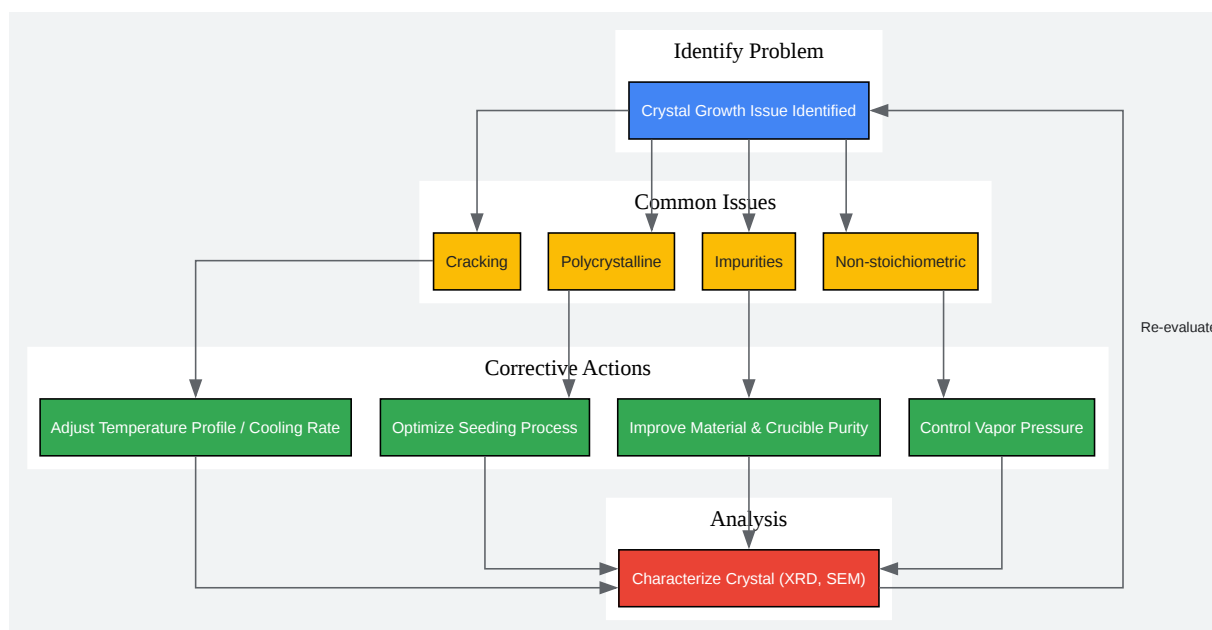 Identify Problem
Crystal Growth Issue Identified
Common Issues
Cracking
Polycrystalline
Impurities
Non-stoichiometric
Re-evaluate
Corrective Actions
Adjust Temperature Profile / Cooling Rate
Optimize Seeding Process
Improve Material & Crucible Purity
Control Vapor Pressure
Analysis
Characterize Crystal (XRD, SEM)